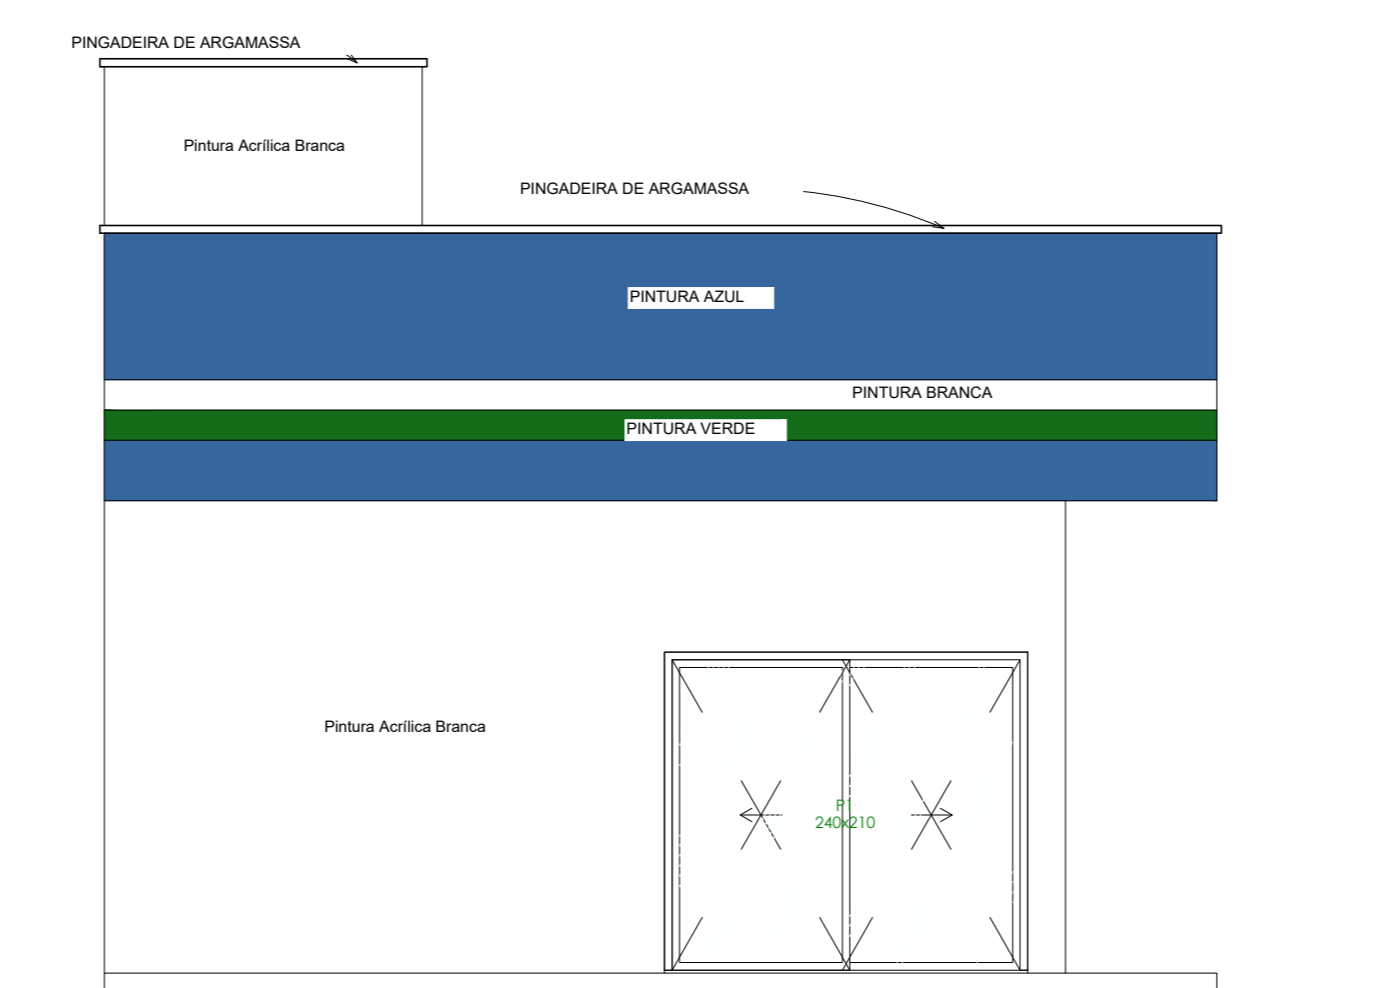 PINGADEIRA DE ARGAMASSA
Pintura Acrílica Branca
PINGADEIRA DE ARGAMASSA
PINTURA AZUL
PINTURA BRANCA
PINTURA VERDE
Pintura Acrílica Branca
P1
240x210